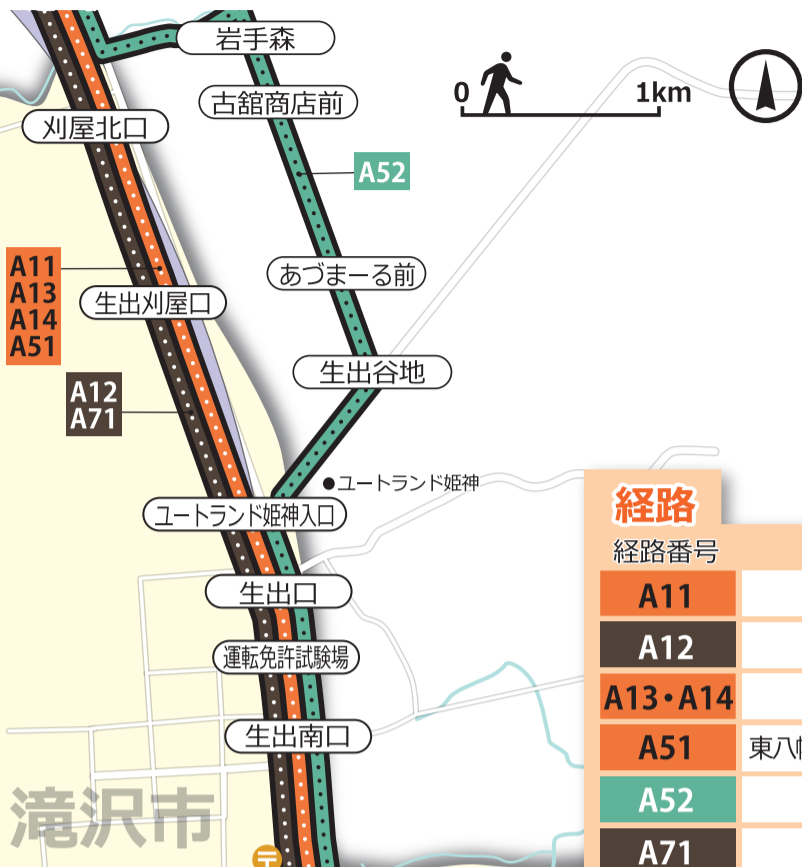 岩手森
古舘商店前
0
1km
刈屋北口
A52
A11
A13
A14
A51
あづまーる前
生出刈屋口
生出谷地
A12
A71
ユートランド姫神
ユートランド姫神入口
生出口
運転免許試験場
生出南口
滝沢市
〒
経路
経路番号
A11
A12
A13・A14
A51
東八
A52
A71